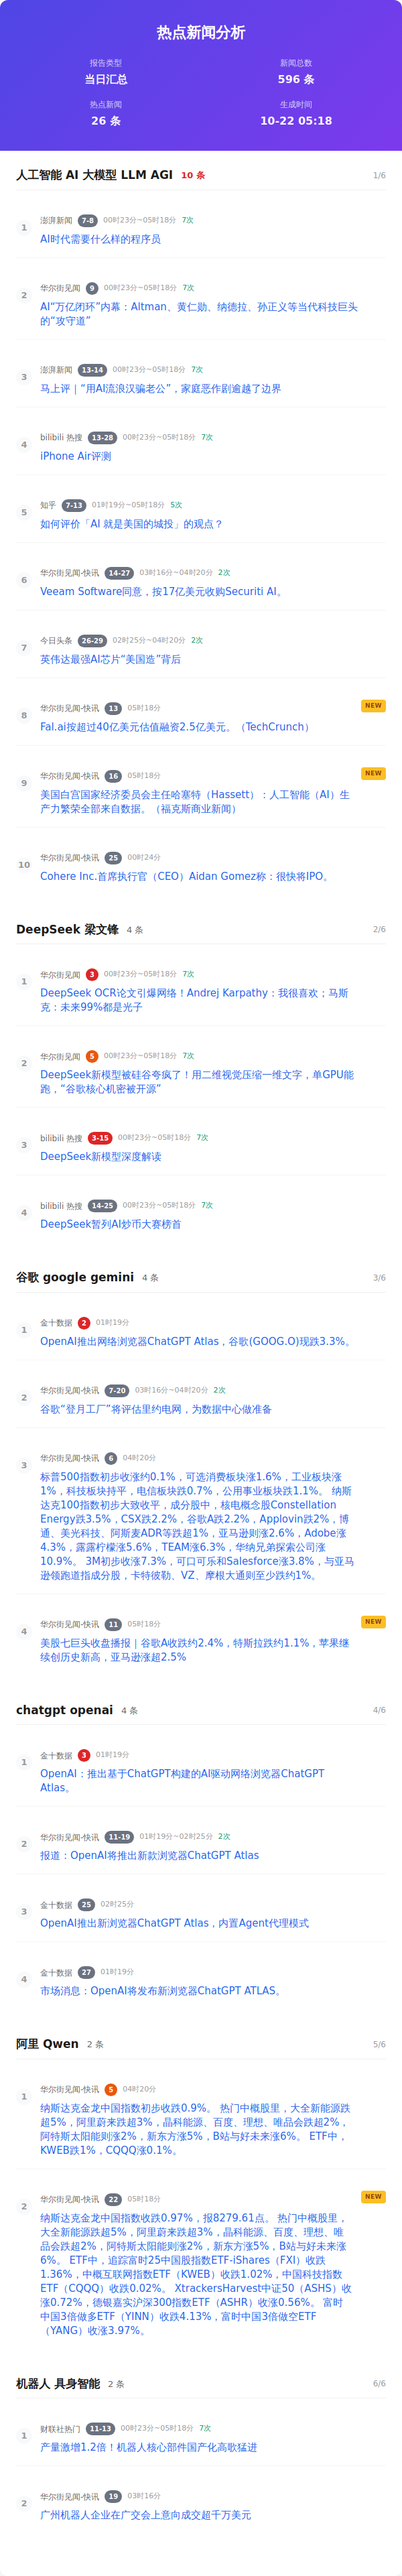 热点新闻分析
报告类型
当日汇总
新闻总数
596 条
热点新闻
26 条
生成时间
10-22 05:18
人工智能 AI 大模型 LLM AGI 10 条 1/6
1
澎湃新闻 7-8 00时23分~05时18分 7次
AI时代需要什么样的程序员
2
华尔街见闻 9 00时23分~05时18分 7次
AI“万亿闭环”内幕：Altman、黄仁勋、纳德拉、孙正义等当代科技巨头
的“攻守道”
3
澎湃新闻 13-14 00时23分~05时18分 7次
马上评｜“用AI流浪汉骗老公”，家庭恶作剧逾越了边界
4
bilibili 热搜 13-28 00时23分~05时18分 7次
iPhone Air评测
5
知乎 7-13 01时19分~05时18分 5次
如何评价「AI 就是美国的城投」的观点？
6
华尔街见闻-快讯 14-27 03时16分~04时20分 2次
Veeam Software同意，按17亿美元收购Securiti AI。
7
今日头条 26-29 02时25分~04时20分 2次
英伟达最强AI芯片“美国造”背后
8
华尔街见闻-快讯 13 05时18分 NEW
Fal.ai按超过40亿美元估值融资2.5亿美元。（TechCrunch）
9
华尔街见闻-快讯 16 05时18分 NEW
美国白宫国家经济委员会主任哈塞特（Hassett）：人工智能（AI）生
产力繁荣全部来自数据。（福克斯商业新闻）
10
华尔街见闻-快讯 25 00时24分
Cohere Inc.首席执行官（CEO）Aidan Gomez称：很快将IPO。
DeepSeek 梁文锋 4 条 2/6
1
华尔街见闻 3 00时23分~05时18分 7次
DeepSeek OCR论文引爆网络！Andrej Karpathy：我很喜欢；马斯
克：未来99%都是光子
2
华尔街见闻 5 00时23分~05时18分 7次
DeepSeek新模型被硅谷夸疯了！用二维视觉压缩一维文字，单GPU能
跑，“谷歌核心机密被开源”
3
bilibili 热搜 3-15 00时23分~05时18分 7次
DeepSeek新模型深度解读
4
bilibili 热搜 14-25 00时23分~05时18分 7次
DeepSeek暂列AI炒币大赛榜首
谷歌 google gemini 4 条 3/6
1
金十数据 2 01时19分
OpenAI推出网络浏览器ChatGPT Atlas，谷歌(GOOG.O)现跌3.3%。
2
华尔街见闻-快讯 7-20 03时16分~04时20分 2次
谷歌“登月工厂”将评估里约电网，为数据中心做准备
3
华尔街见闻-快讯 6 04时20分
标普500指数初步收涨约0.1%，可选消费板块涨1.6%，工业板块涨
1%，科技板块持平，电信板块跌0.7%，公用事业板块跌1.1%。 纳斯
达克100指数初步大致收平，成分股中，核电概念股Constellation
Energy跌3.5%，CSX跌2.2%，谷歌A跌2.2%，Applovin跌2%，博
通、美光科技、阿斯麦ADR等跌超1%，亚马逊则涨2.6%，Adobe涨
4.3%，露露柠檬涨5.6%，TEAM涨6.3%，华纳兄弟探索公司涨
10.9%。 3M初步收涨7.3%，可口可乐和Salesforce涨3.8%，与亚马
逊领跑道指成分股，卡特彼勒、VZ、摩根大通则至少跌约1%。
4
华尔街见闻-快讯 11 05时18分 NEW
美股七巨头收盘播报｜谷歌A收跌约2.4%，特斯拉跌约1.1%，苹果继
续创历史新高，亚马逊涨超2.5%
chatgpt openai 4 条 4/6
1
金十数据 3 01时19分
OpenAI：推出基于ChatGPT构建的AI驱动网络浏览器ChatGPT
Atlas。
2
华尔街见闻-快讯 11-19 01时19分~02时25分 2次
报道：OpenAI将推出新款浏览器ChatGPT Atlas
3
金十数据 25 02时25分
OpenAI推出新浏览器ChatGPT Atlas，内置Agent代理模式
4
金十数据 27 01时19分
市场消息：OpenAI将发布新浏览器ChatGPT ATLAS。
阿里 Qwen 2 条 5/6
1
华尔街见闻-快讯 5 04时20分
纳斯达克金龙中国指数初步收跌0.9%。 热门中概股里，大全新能源跌
超5%，阿里蔚来跌超3%，晶科能源、百度、理想、唯品会跌超2%，
阿特斯太阳能则涨2%，新东方涨5%，B站与好未来涨6%。 ETF中，
KWEB跌1%，CQQQ涨0.1%。
2
华尔街见闻-快讯 22 05时18分 NEW
纳斯达克金龙中国指数收跌0.97%，报8279.61点。 热门中概股里，
大全新能源跌超5%，阿里蔚来跌超3%，晶科能源、百度、理想、唯
品会跌超2%，阿特斯太阳能则涨2%，新东方涨5%，B站与好未来涨
6%。 ETF中，追踪富时25中国股指数ETF-iShares（FXI）收跌
1.36%，中概互联网指数ETF（KWEB）收跌1.02%，中国科技指数
ETF（CQQQ）收跌0.02%。 XtrackersHarvest中证50（ASHS）收
涨0.72%，德银嘉实沪深300指数ETF（ASHR）收涨0.56%。 富时
中国3倍做多ETF（YINN）收跌4.13%，富时中国3倍做空ETF
（YANG）收涨3.97%。
机器人 具身智能 2 条 6/6
1
财联社热门 11-13 00时23分~05时18分 7次
产量激增1.2倍！机器人核心部件国产化高歌猛进
2
华尔街见闻-快讯 19 03时16分
广州机器人企业在广交会上意向成交超千万美元